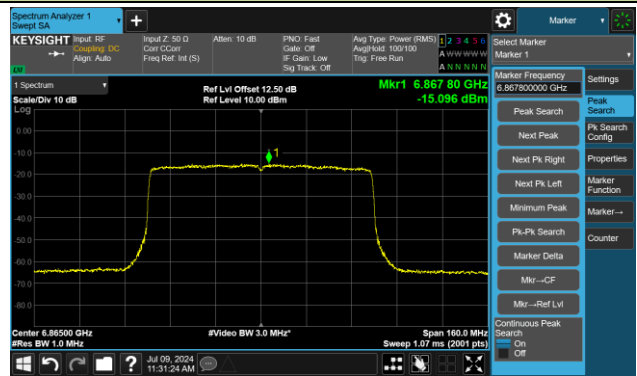 Spectrum Analyzer 1
Swept SA
+
Marker
KEYSIGHT
Input: RF
Coupling: DC
Align: Auto
Input Z: 50 Ω
Corr CCorr
Freq Ref: Int (S)
Atten: 10 dB
PNO: Fast
Gate: Off
IF Gain: Low
Sig Track: Off
Avg Type: Power (RMS)
Avg|Hold: 100/100
Trig: Free Run
1 2 3 4 5 6
A W W W W W
A N N N N N
LXI
Select Marker
Marker 1
1 Spectrum
Scale/Div 10 dB
Log
Ref Lvl Offset 12.50 dB
Ref Level 10.00 dBm
Mkr1 6.867 80 GHz
-15.096 dBm
0.00
-10.0
-20.0
-30.0
-40.0
-50.0
-60.0
-70.0
-80.0
1
Center 6.86500 GHz
#Res BW 1.0 MHz
#Video BW 3.0 MHz*
Span 160.0 MHz
Sweep 1.07 ms (2001 pts)
Marker Frequency
6.867800000 GHz
Peak Search
Next Peak
Next Pk Right
Next Pk Left
Minimum Peak
Pk-Pk Search
Marker Delta
Mkr→CF
Mkr→Ref Lvl
Continuous Peak
Search
On
Off
Settings
Peak
Search
Pk Search
Config
Properties
Marker
Function
Marker→
Counter
?
Jul 09, 2024
11:31:24 AM